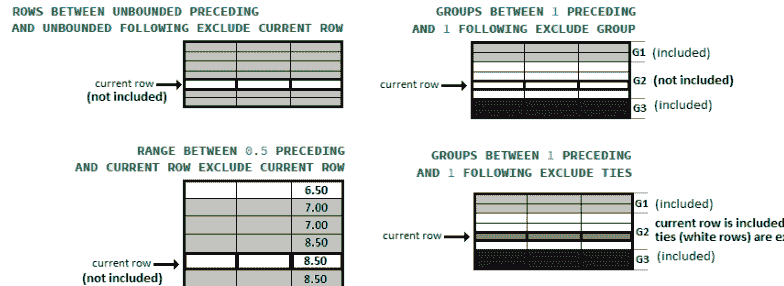 ROWS BETWEEN UNBOUNDED PRECEDING
AND UNBOUNDED FOLLOWING EXCLUDE CURRENT ROW
current row
(not included)
GROUPS BETWEEN 1 PRECEDING
AND 1 FOLLOWING EXCLUDE GROUP
G1 (included)
current row
G2 (not included)
G3 (included)
RANGE BETWEEN 0.5 PRECEDING
AND CURRENT ROW EXCLUDE CURRENT ROW
6.50
7.00
7.00
8.50
current row
8.50
(not included)
8.50
GROUPS BETWEEN 1 PRECEDING
AND 1 FOLLOWING EXCLUDE TIES
G1 (included)
current row is included
current row
G2 ties (white rows) are
G3 (included)